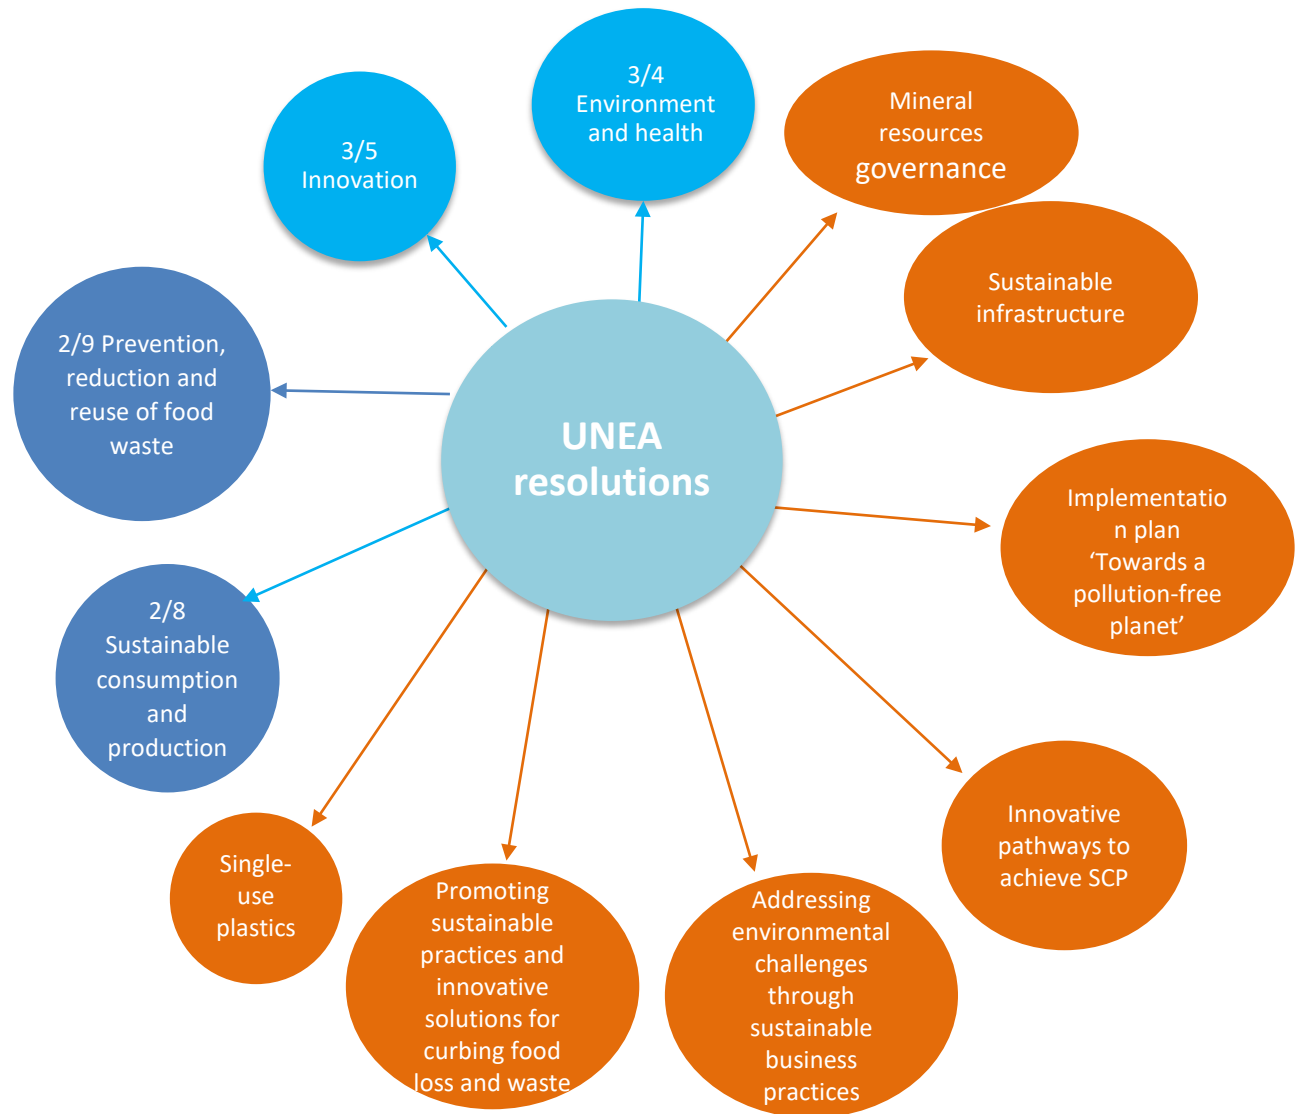 3/4
Environment
and health
Mineral
resources
governance
3/5
Innovation
Sustainable
infrastructure
2/9 Prevention,
reduction and
reuse of food
waste
UNEA
resolutions
Implementatio
n plan
‘Towards a
pollution-free
planet’
2/8
Sustainable
consumption
and
production
Innovative
pathways to
achieve SCP
Single-
use
plastics
Promoting
sustainable
practices and
innovative
solutions for
curbing food
loss and waste
Addressing
environmental
challenges
through
sustainable
business
practices